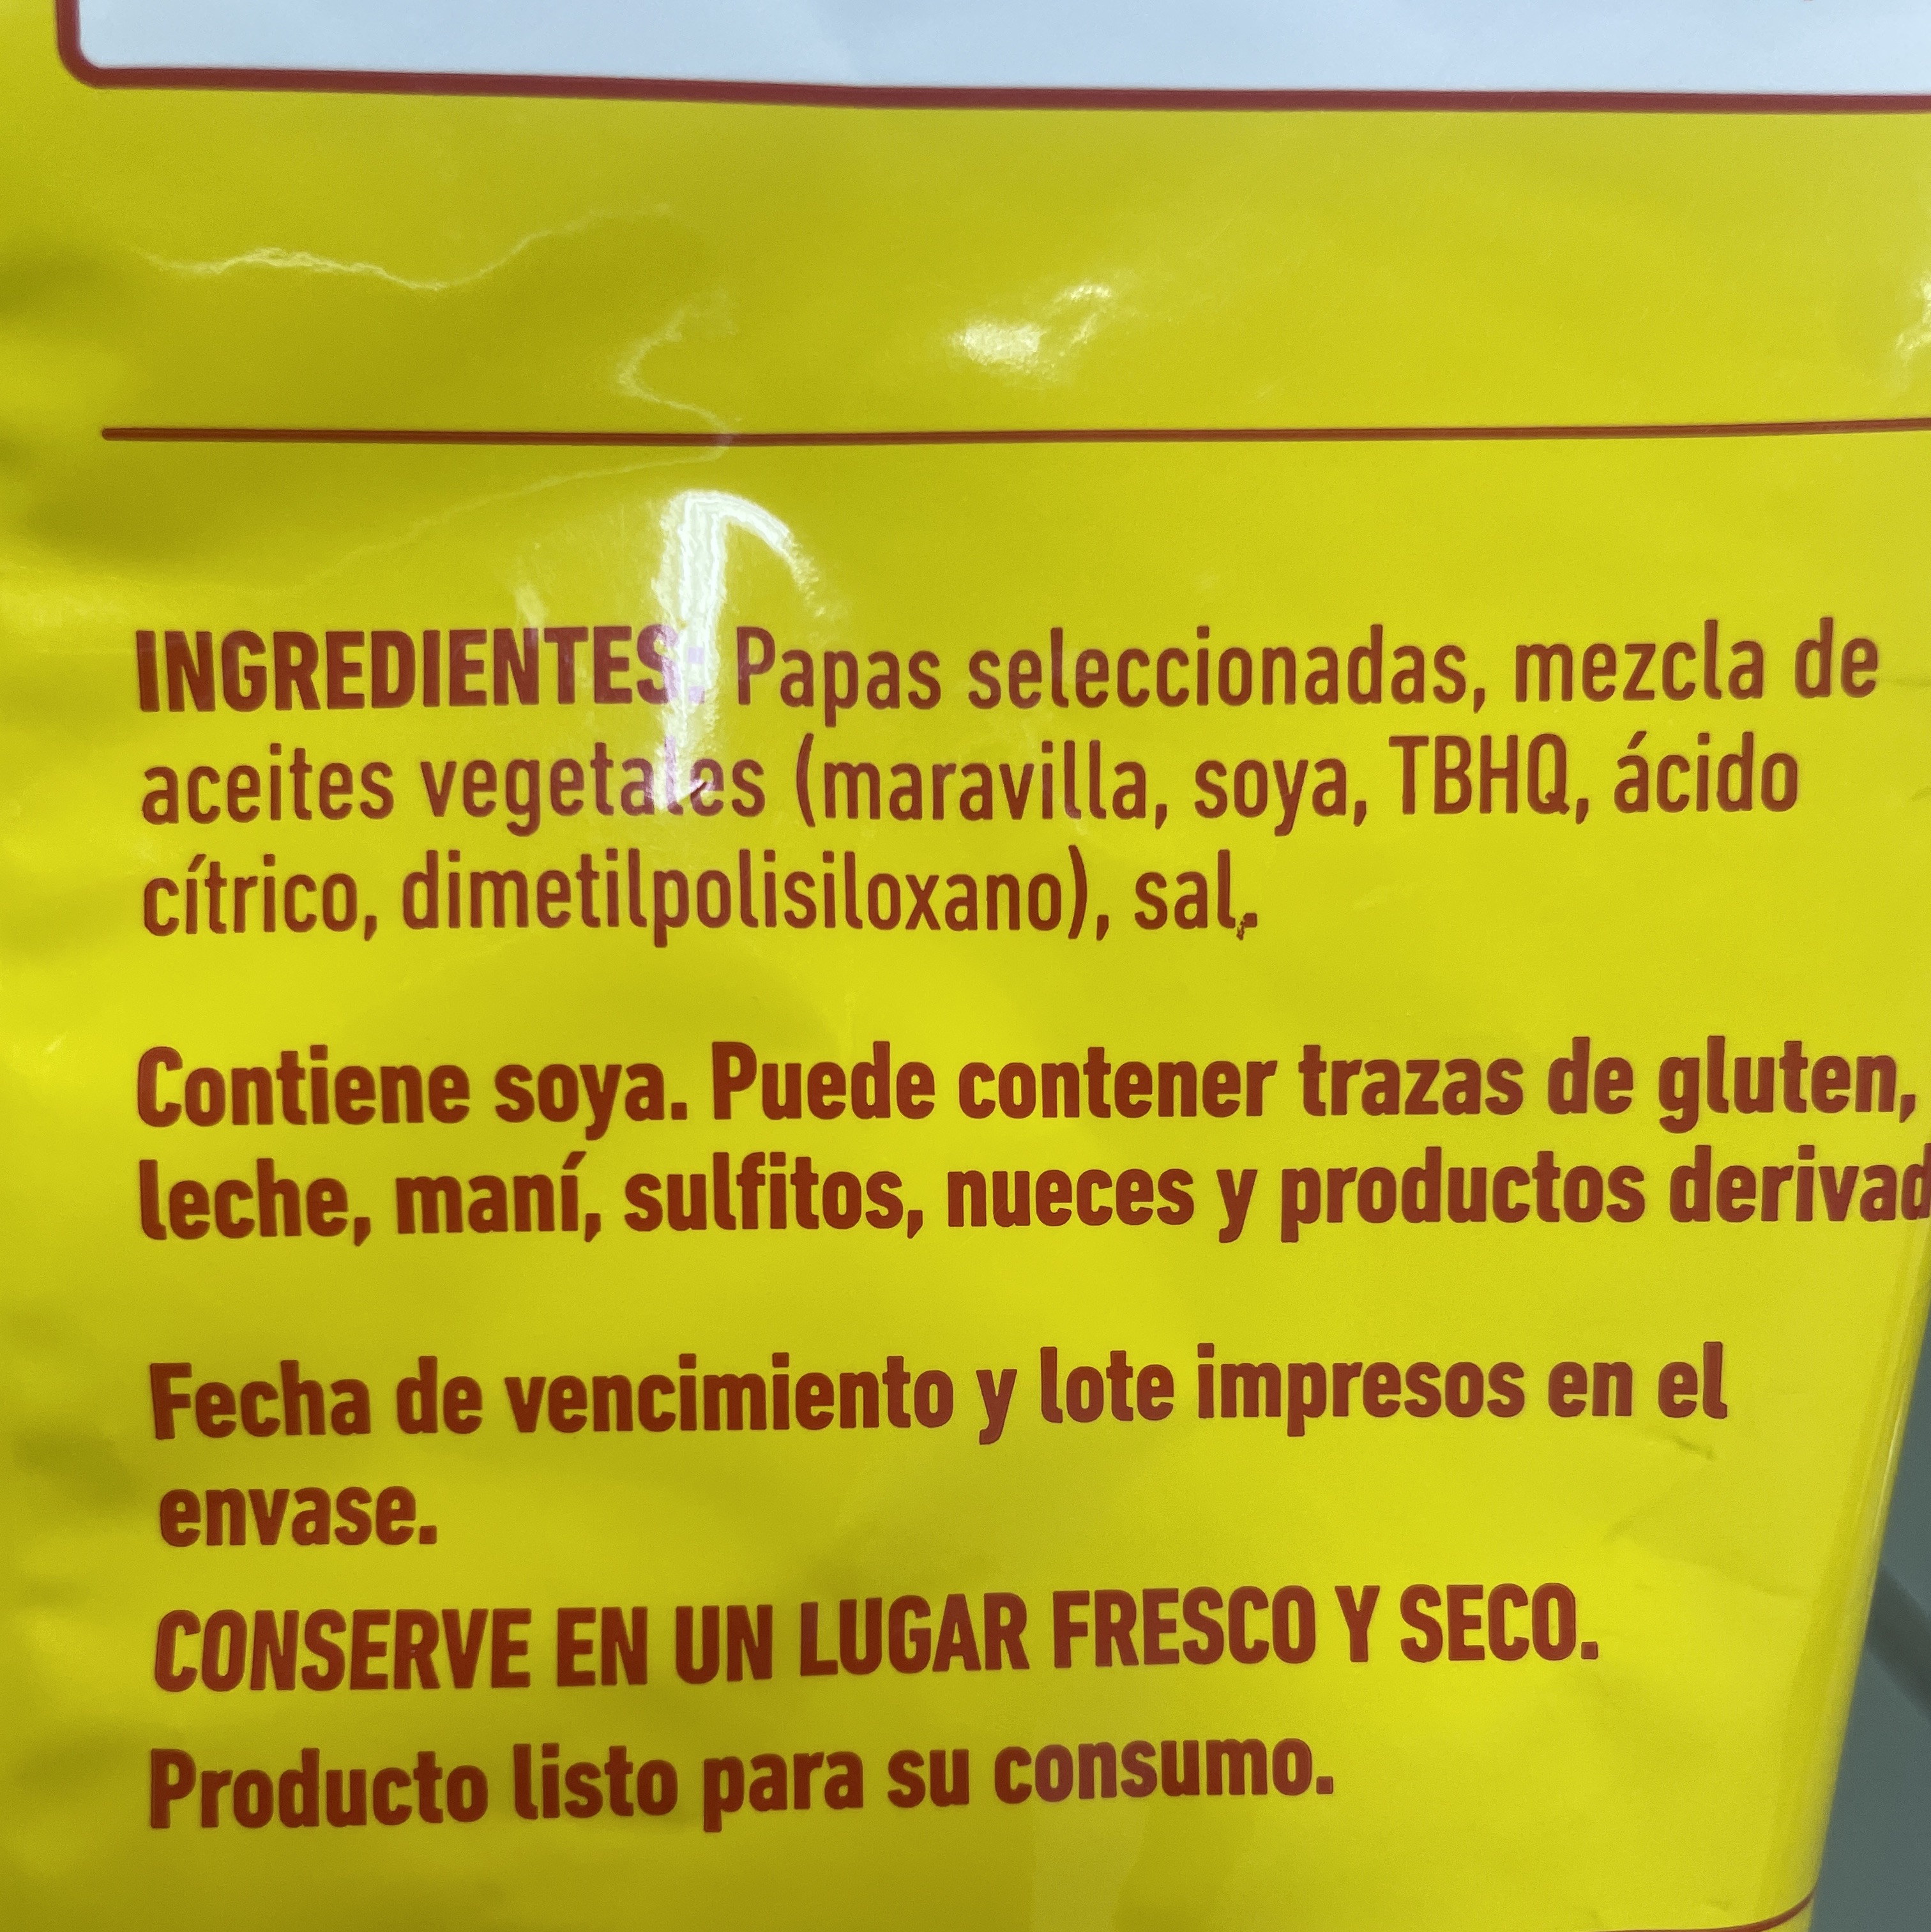 INGREDIENTES: Papas seleccionadas, mezcla de
aceites vegetales (maravilla, soya, TBHQ, ácido
cítrico, dimetilpolisiloxano), sal.
Contiene soya. Puede contener trazas de gluten,
leche, maní, sulfitos, nueces y productos derivad
Fecha de vencimiento y lote impresos en el
envase.
CONSERVE EN UN LUGAR FRESCO Y SECO.
Producto listo para su consumo.